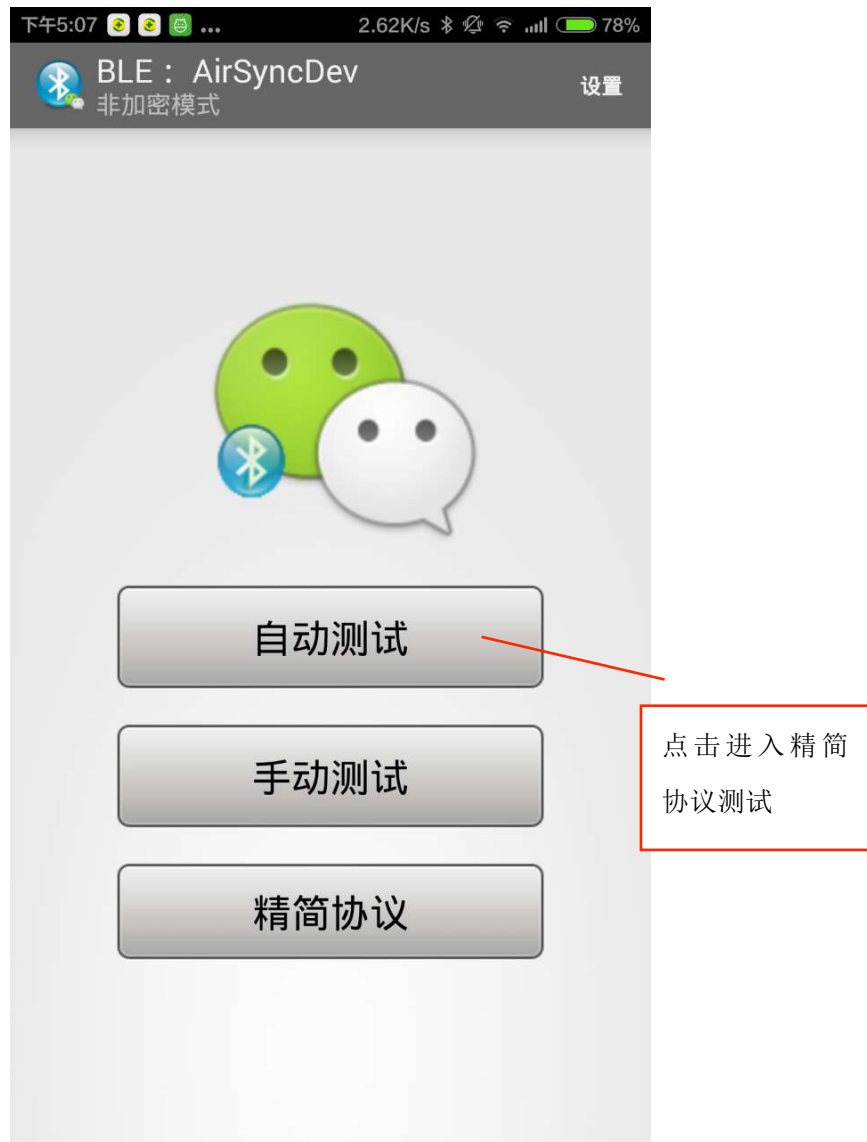 下午5:07 ... 2.62K/s 78%
BLE： AirSyncDev
非加密模式
设置
自动测试
手动测试
精简协议
点击进入精简
协议测试